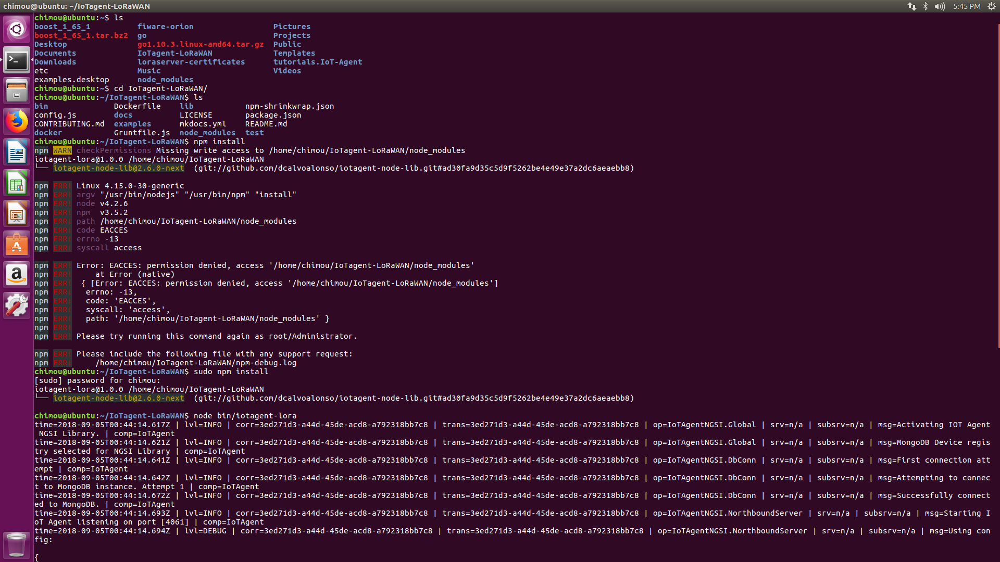 chimou@ubuntu: ~/IoTagent-LoRaWAN
5:45 PM
chimou@ubuntu:~$ ls
boost_1_65_1 fiware-orion Pictures
boost_1_65_1.tar.bz2 go Projects
Desktop go1.10.3.linux-amd64.tar.gz Public
Documents IoTagent-LoRaWAN Templates
Downloads loraserver-certificates tutorials.IoT-Agent
etc Music Videos
examples.desktop node_modules
chimou@ubuntu:~$ cd IoTagent-LoRaWAN/
chimou@ubuntu:~/IoTagent-LoRaWAN$ ls
bin Dockerfile lib npm-shrinkwrap.json
config.js docs LICENSE package.json
CONTRIBUTING.md examples mkdocs.yml README.md
docker Gruntfile.js node_modules test
chimou@ubuntu:~/IoTagent-LoRaWAN$ npm install
npm WARN checkPermissions Missing write access to /home/chimou/IoTagent-LoRaWAN/node_modules
iotagent-lora@1.0.0 /home/chimou/IoTagent-LoRaWAN
└── iotagent-node-lib@2.6.0-next (git://github.com/dcalvoalonso/iotagent-node-lib.git#ad30fa9d35c5d9f5262be4e49e37a2dc6aeaebb8)
npm ERR! Linux 4.15.0-30-generic
npm ERR! argv "/usr/bin/nodejs" "/usr/bin/npm" "install"
npm ERR! node v4.2.6
npm ERR! npm v3.5.2
npm ERR! path /home/chimou/IoTagent-LoRaWAN/node_modules
npm ERR! code EACCES
npm ERR! errno -13
npm ERR! syscall access
npm ERR! Error: EACCES: permission denied, access '/home/chimou/IoTagent-LoRaWAN/node_modules'
npm ERR! at Error (native)
npm ERR! { [Error: EACCES: permission denied, access '/home/chimou/IoTagent-LoRaWAN/node_modules']
npm ERR! errno: -13,
npm ERR! code: 'EACCES',
npm ERR! syscall: 'access',
npm ERR! path: '/home/chimou/IoTagent-LoRaWAN/node_modules' }
npm ERR!
npm ERR! Please try running this command again as root/Administrator.
npm ERR! Please include the following file with any support request:
npm ERR! /home/chimou/IoTagent-LoRaWAN/npm-debug.log
chimou@ubuntu:~/IoTagent-LoRaWAN$ sudo npm install
[sudo] password for chimou:
iotagent-lora@1.0.0 /home/chimou/IoTagent-LoRaWAN
└── iotagent-node-lib@2.6.0-next (git://github.com/dcalvoalonso/iotagent-node-lib.git#ad30fa9d35c5d9f5262be4e49e37a2dc6aeaebb8)
chimou@ubuntu:~/IoTagent-LoRaWAN$ node bin/iotagent-lora
time=2018-09-05T00:44:14.617Z | lvl=INFO | corr=3ed271d3-a44d-45de-acd8-a792318bb7c8 | trans=3ed271d3-a44d-45de-acd8-a792318bb7c8 | op=IoTAgentNGSI.Global | srv=n/a | subsrv=n/a | msg=Activating IOT Agent
NGSI Library. | comp=IoTAgent
time=2018-09-05T00:44:14.621Z | lvl=INFO | corr=3ed271d3-a44d-45de-acd8-a792318bb7c8 | trans=3ed271d3-a44d-45de-acd8-a792318bb7c8 | op=IoTAgentNGSI.Global | srv=n/a | subsrv=n/a | msg=MongoDB Device regis
try selected for NGSI Library | comp=IoTAgent
time=2018-09-05T00:44:14.641Z | lvl=INFO | corr=3ed271d3-a44d-45de-acd8-a792318bb7c8 | trans=3ed271d3-a44d-45de-acd8-a792318bb7c8 | op=IoTAgentNGSI.DbConn | srv=n/a | subsrv=n/a | msg=First connection att
empt | comp=IoTAgent
time=2018-09-05T00:44:14.642Z | lvl=INFO | corr=3ed271d3-a44d-45de-acd8-a792318bb7c8 | trans=3ed271d3-a44d-45de-acd8-a792318bb7c8 | op=IoTAgentNGSI.DbConn | srv=n/a | subsrv=n/a | msg=Attempting to connec
t to MongoDB instance. Attempt 1 | comp=IoTAgent
time=2018-09-05T00:44:14.672Z | lvl=INFO | corr=3ed271d3-a44d-45de-acd8-a792318bb7c8 | trans=3ed271d3-a44d-45de-acd8-a792318bb7c8 | op=IoTAgentNGSI.DbConn | srv=n/a | subsrv=n/a | msg=Successfully connect
ed to MongoDB. | comp=IoTAgent
time=2018-09-05T00:44:14.693Z | lvl=INFO | corr=3ed271d3-a44d-45de-acd8-a792318bb7c8 | trans=3ed271d3-a44d-45de-acd8-a792318bb7c8 | op=IoTAgentNGSI.NorthboundServer | srv=n/a | subsrv=n/a | msg=Starting I
oT Agent listening on port [4061] | comp=IoTAgent
time=2018-09-05T00:44:14.694Z | lvl=DEBUG | corr=3ed271d3-a44d-45de-acd8-a792318bb7c8 | trans=3ed271d3-a44d-45de-acd8-a792318bb7c8 | op=IoTAgentNGSI.NorthboundServer | srv=n/a | subsrv=n/a | msg=Using con
fig:
{